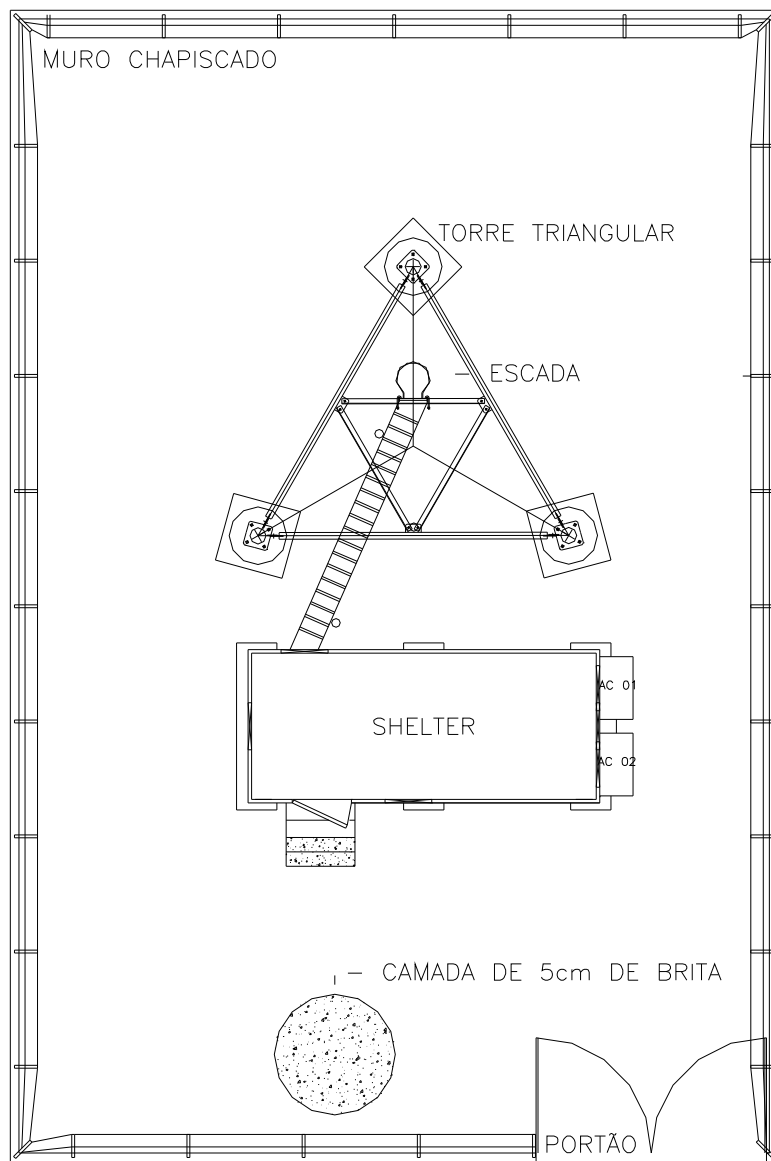 MURO CHAPISCADO
TORRE TRIANGULAR
ESCADA
AC 01
SHELTER
AC 02
CAMADA DE 5cm DE BRITA
PORTÃO